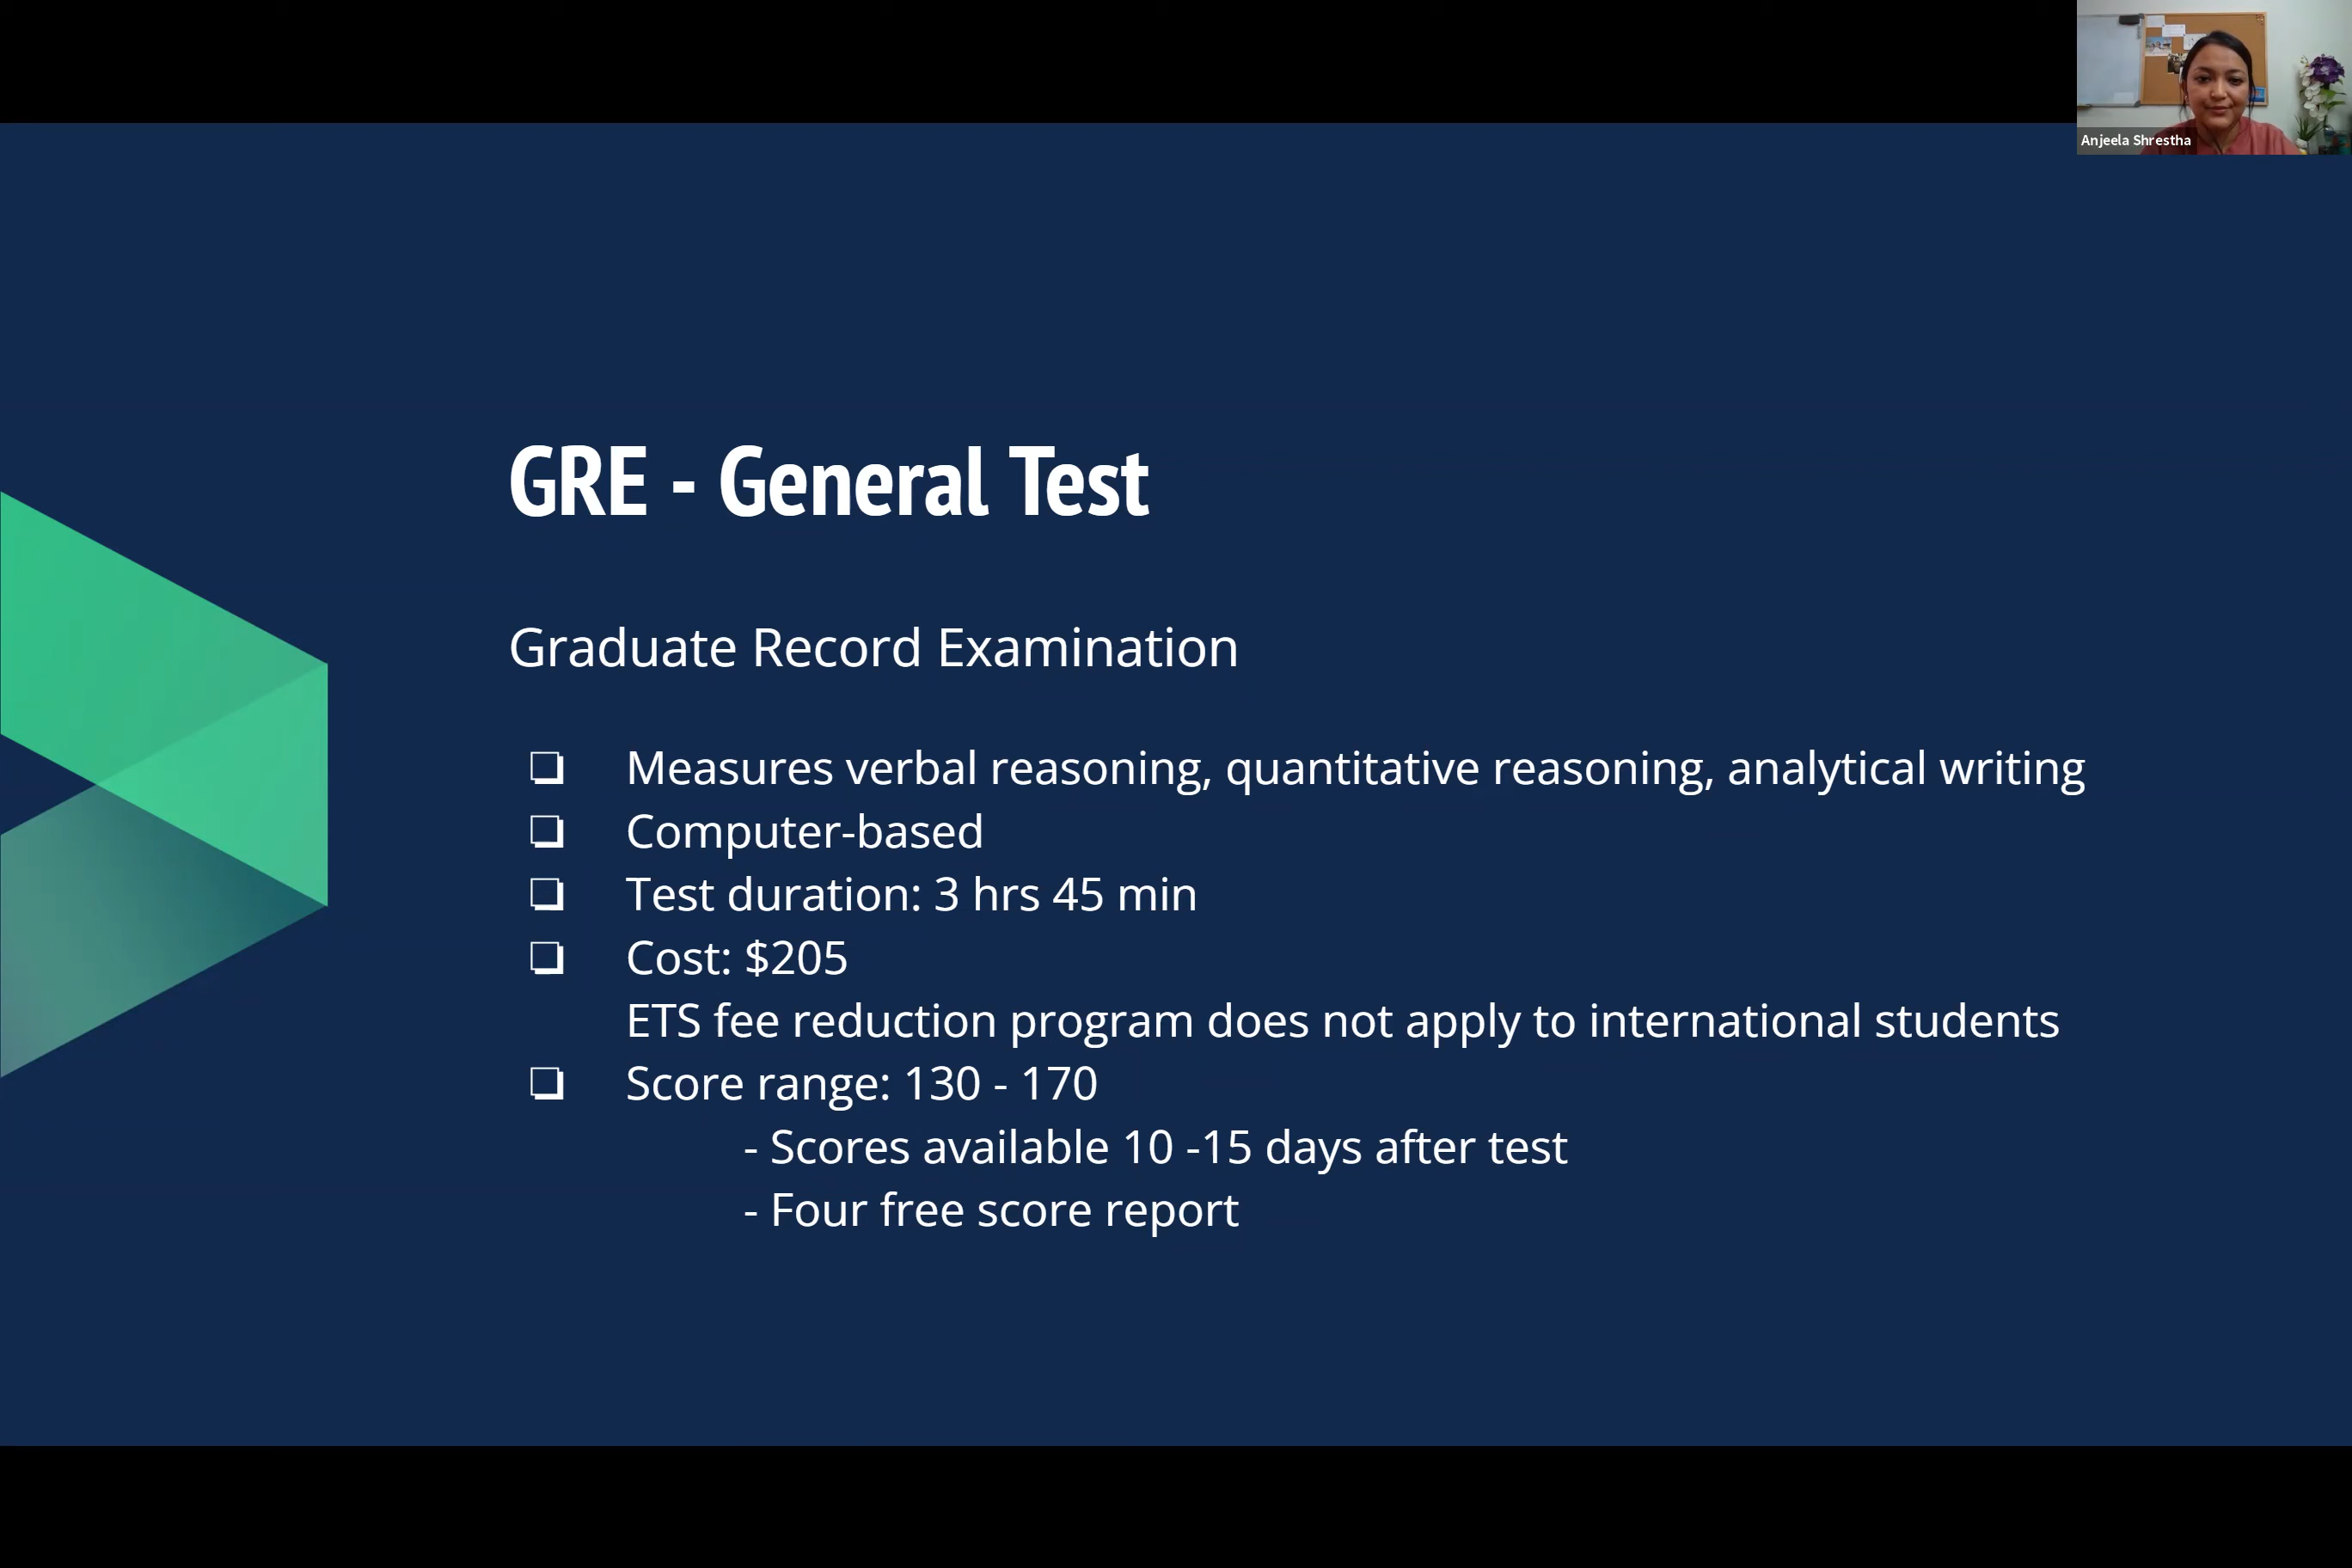 Anjeela Shrestha
GRE - General Test
Graduate Record Examination
❏ Measures verbal reasoning, quantitative reasoning, analytical writing
❏ Computer-based
❏ Test duration: 3 hrs 45 min
❏ Cost: $205
ETS fee reduction program does not apply to international students
❏ Score range: 130 - 170
- Scores available 10 -15 days after test
- Four free score report